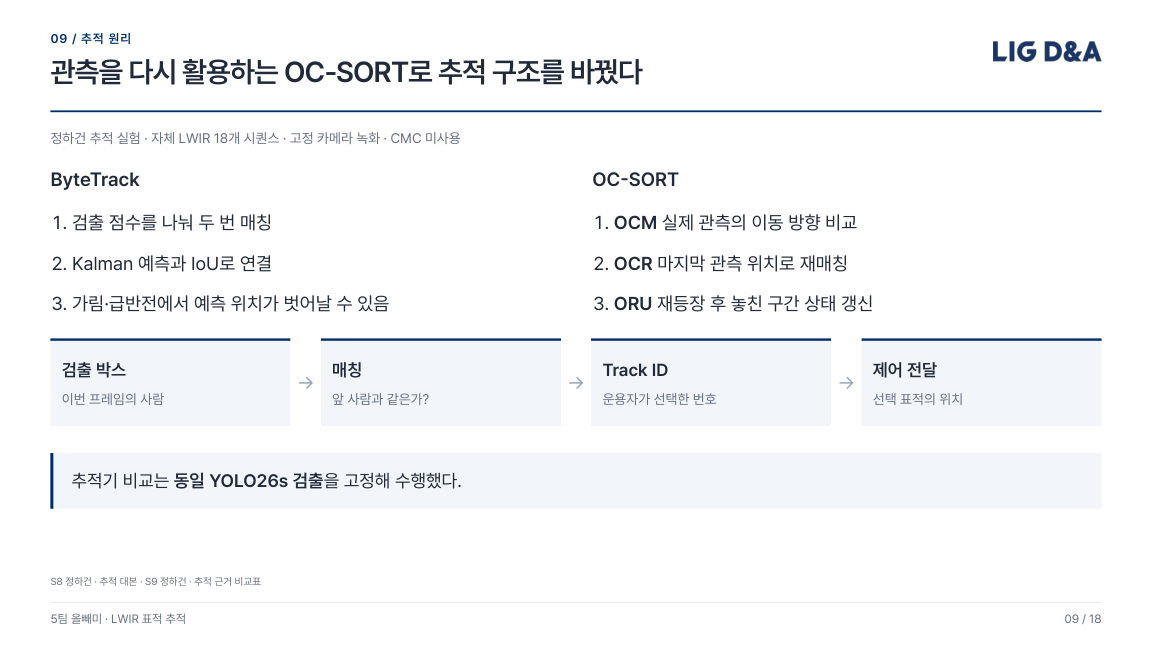 09 / 추적 원리
관측을 다시 활용하는 OC-SORT로 추적 구조를 바꿨다
LIG D&A
정하건 추적 실험 · 자체 LWIR 18개 시퀀스 · 고정 카메라 녹화 · CMC 미사용
ByteTrack
1. 검출 점수를 나눠 두 번 매칭
2. Kalman 예측과 IoU로 연결
3. 가림·급반전에서 예측 위치가 벗어날 수 있음
OC-SORT
1. OCM 실제 관측의 이동 방향 비교
2. OCR 마지막 관측 위치로 재매칭
3. ORU 재등장 후 놓친 구간 상태 갱신
검출 박스
이번 프레임의 사람
→
매칭
앞 사람과 같은가?
→
Track ID
운용자가 선택한 번호
→
제어 전달
선택 표적의 위치
추적기 비교는 동일 YOLO26s 검출을 고정해 수행했다.
S8 정하건 · 추적 대본 · S9 정하건 · 추적 근거 비교표
5팀 올빼미 · LWIR 표적 추적
09 / 18